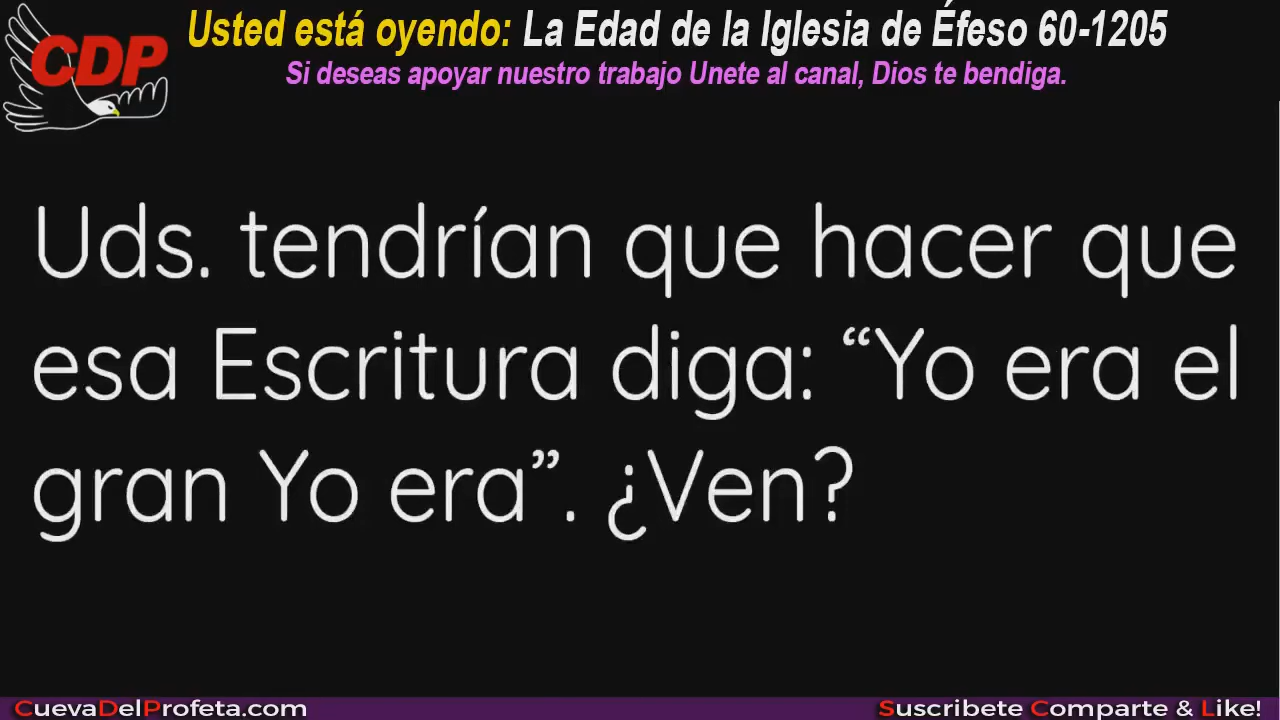 CDP
Usted está oyendo: La Edad de la Iglesia de Éfeso 60-1205
Si deseas apoyar nuestro trabajo Unete al canal, Dios te bendiga.
Uds. tendrían que hacer que
esa Escritura diga: “Yo era el
gran Yo era”. ¿Ven?
CuevaDelProfeta.com
Suscribete Comparte & Like!